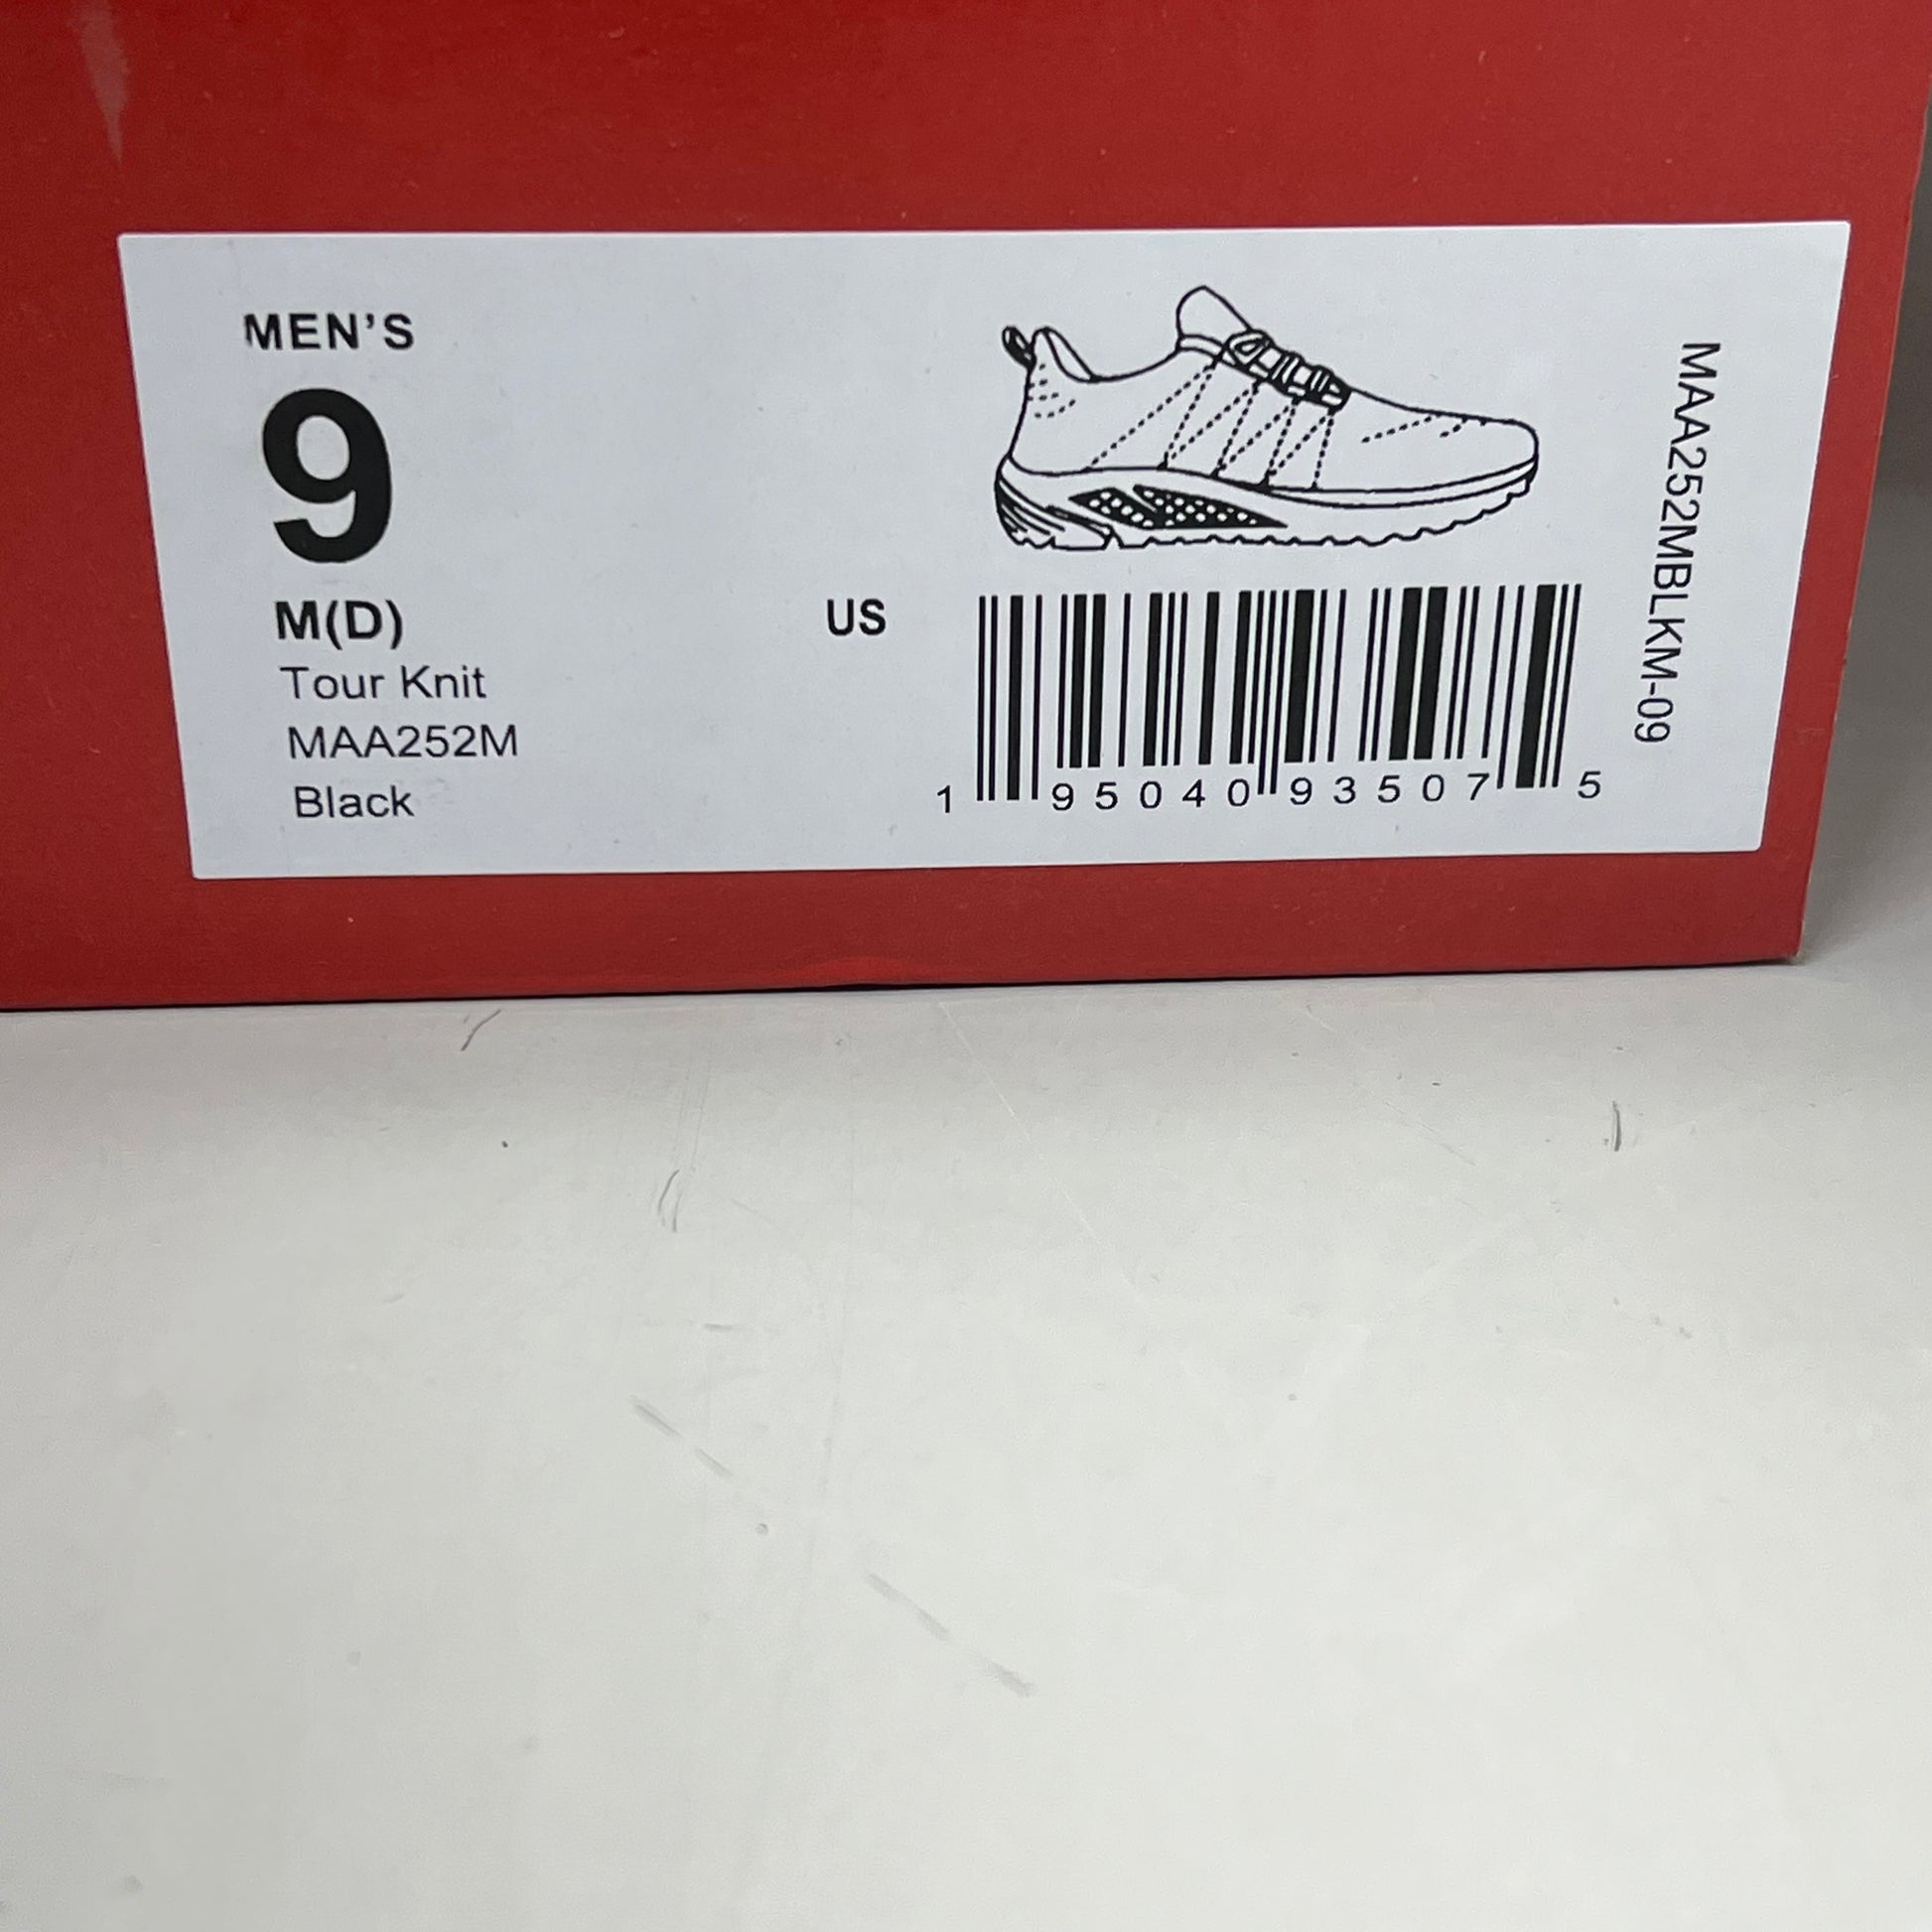 MEN'S
9
M(D)
Tour Knit
MAA252M
Black
US
1 95040 93507 5
MAA252MBLKM-09